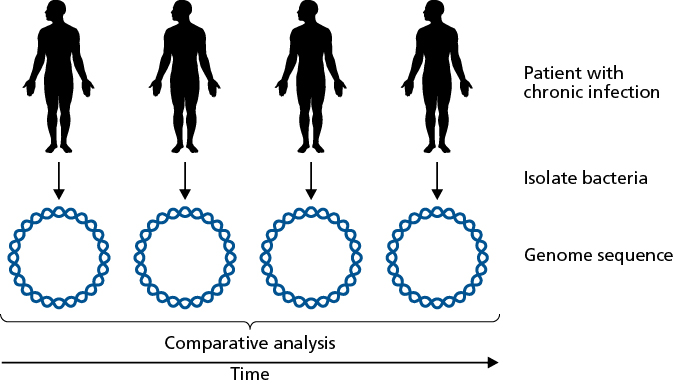 Patient with
chronic infection
Isolate bacteria
Genome sequence
Comparative analysis
Time